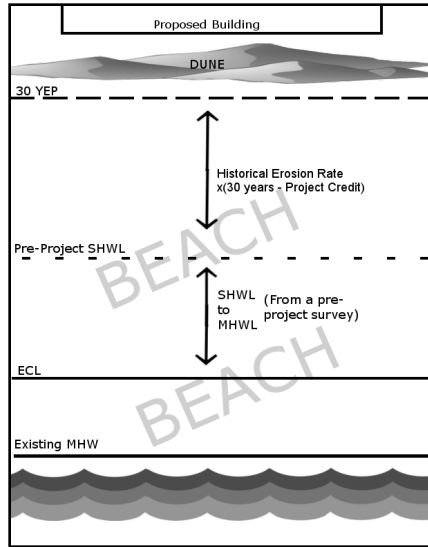 Proposed Building
DUNE
30 YEP
Historical Erosion Rate
x(30 years - Project Credit)
BEACH
Pre-Project SHWL
SHWL
to
MHWL
(From a pre-
project survey)
ECL
BEACH
Existing MHW